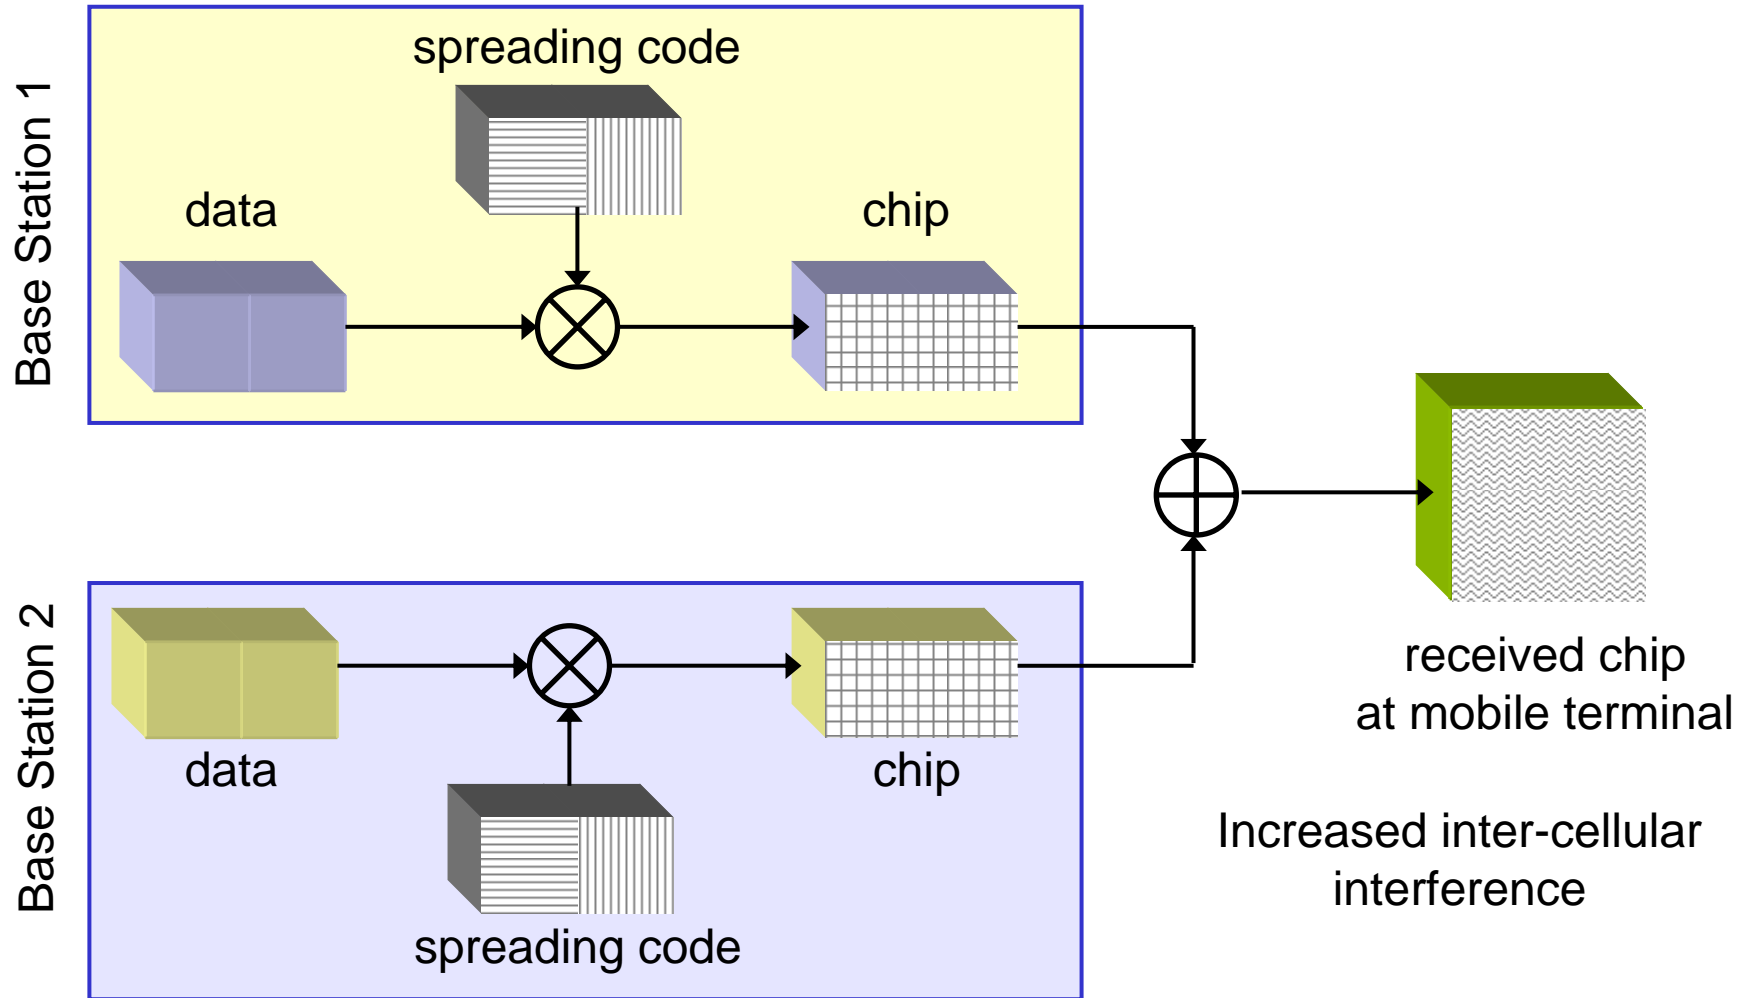 Base Station 1
spreading code
data
chip
Base Station 2
data
chip
spreading code
received chip
at mobile terminal
Increased inter-cellular
interference